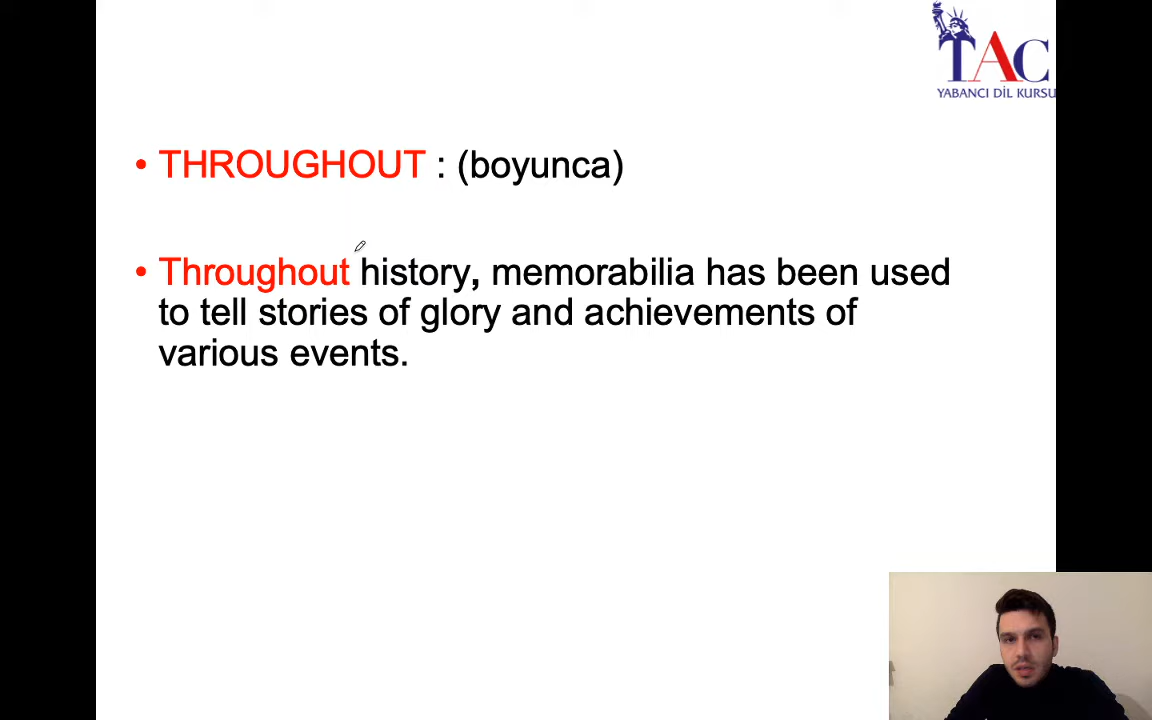 TAC
YABANCI DİL KURSU
• THROUGHOUT : (boyunca)
• Throughout history, memorabilia has been used
to tell stories of glory and achievements of
various events.